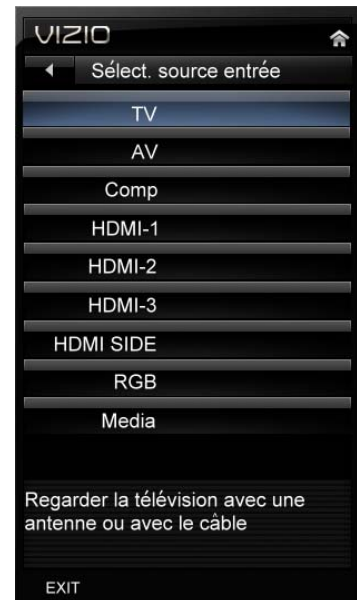 VIZIO
Sélect. source entrée
TV
AV
Comp
HDMI-1
HDMI-2
HDMI-3
HDMI SIDE
RGB
Media
Regarder la télévision avec une
antenne ou avec le câble
EXIT